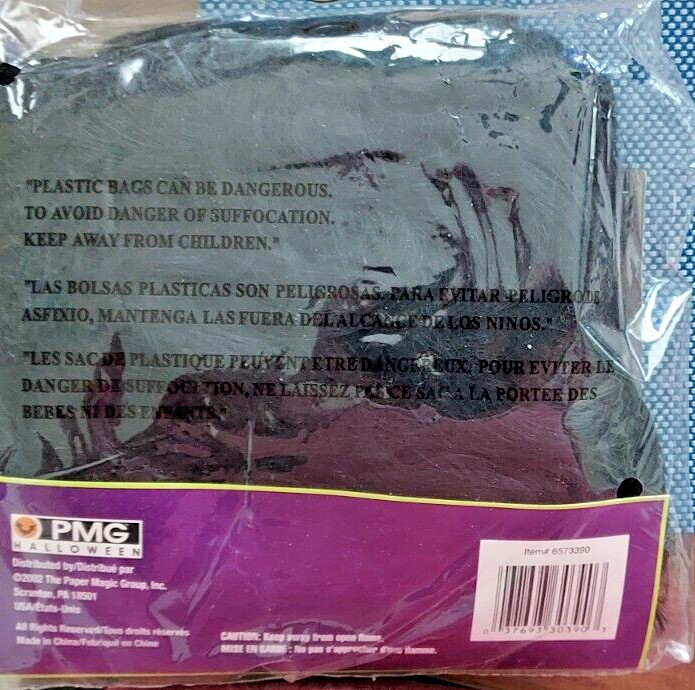 "PLASTIC BAGS CAN BE DANGEROUS.
TO AVOID DANGER OF SUFFOCATION.
KEEP AWAY FROM CHILDREN."
"LAS BOLSAS PLASTICAS SON PELIGROSAS. PARA EVITAR PELIGRO DE
ASFIXIO, MANTENGA LAS FUERA DEL ALCANCE DE LOS NINOS."
"LES SAC DE PLASTIQUE PEUVENT ETRE DANGEREUX. POUR EVITER LE
DANGER DE SUFFOCATION, NE LAISSEZ PAS CE SAC A LA PORTEE DES
BEBES NI DES ENFANTS."
PMG
HALLOWEEN
Distributed by/Distribué par
©2002 The Paper Magic Group, Inc.
Scranton, PA 18501
USA/États-Unis
All Rights Reserved/Tous droits réservés
Made in China/Fabriqué en Chine
CAUTION: Keep away from open flame.
MISE EN GARDE : Ne pas s'approcher d'une flamme.
Item# 6573390
0 37693 30390 3